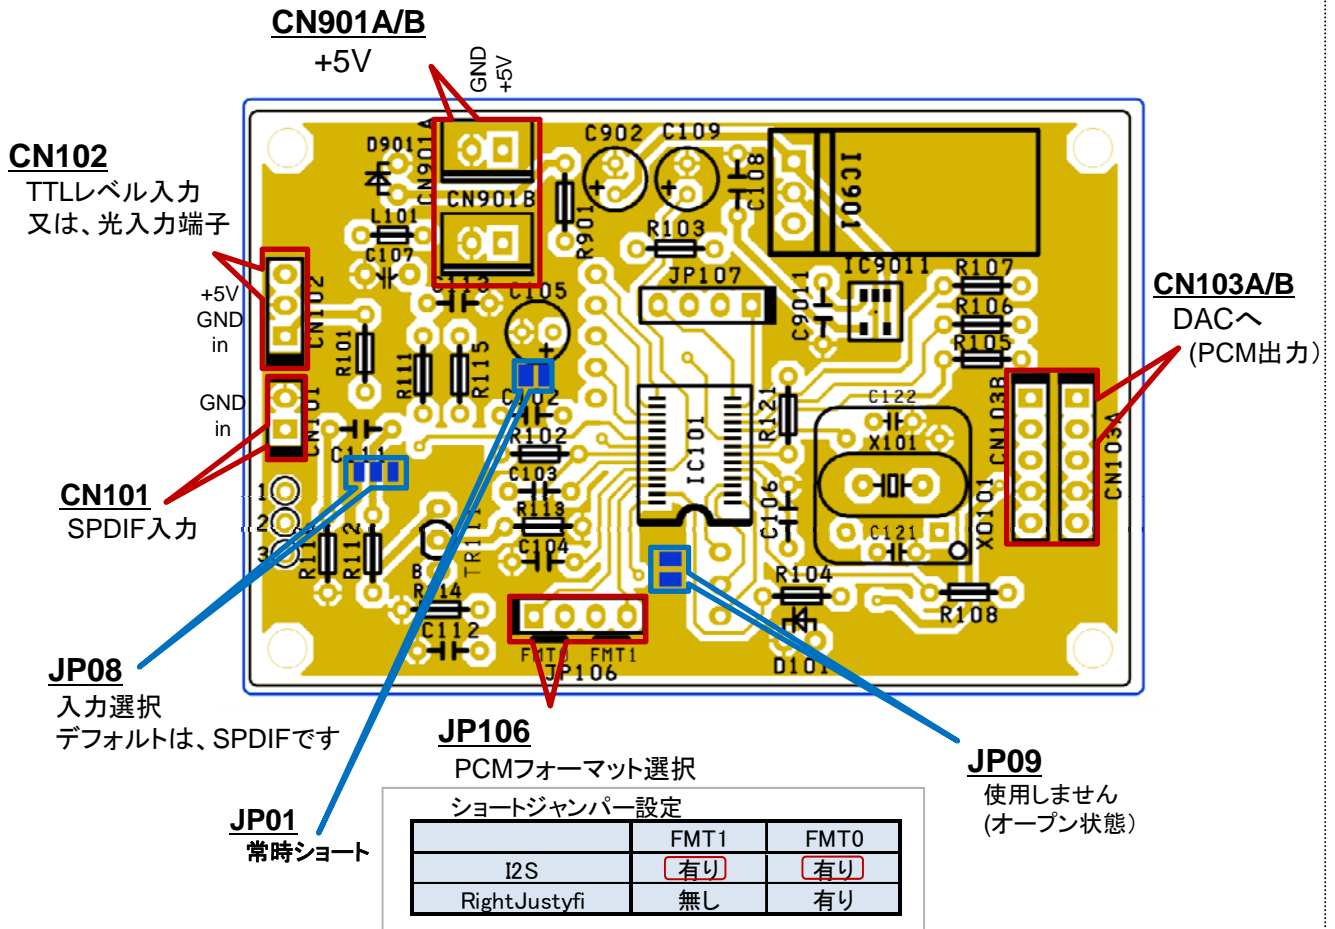 CN901A/B
+5V
GND
+5V
CN102
TTLレベル入力
又は、光入力端子
+5V
GND
in
GND
in
CN101
SPDIF入力
CN103A/B
DACへ
(PCM出力)
D901
CN901A
CN901B
C902
C109
C108
IC901
L101
C107
R901
R103
JP107
IC9011
C9011
R107
R106
R105
CN102
C113
C105
R101
R111
R115
CN101
C102
R102
C103
R113
C104
C111
IC101
R121
C122
X101
C121
XO101
C106
CN103B
CN103A
1
2
3
R112
TR111
B
C112
R104
D101
R108
FMT0
FMT1
JP106
JP08
入力選択
デフォルトは、SPDIFです
JP01
常時ショート
JP106
PCMフォーマット選択
JP09
使用しません
(オープン状態)
ショートジャンパー設定
FMT1 FMT0
I2S 有り 有り
RightJustyfi 無し 有り